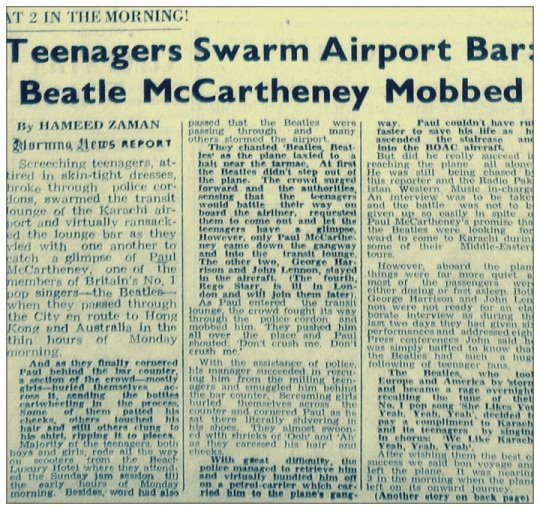 AT 2 IN THE MORNING!
Teenagers Swarm Airport Bar:
Beatle McCartheney Mobbed
By HAMEED ZAMAN
Morning News REPORT
Screeching teenagers, at-
tired in skin-tight dresses,
broke through police cor-
dons, swarmed the transit
lounge of the Karachi air-
port and virtually ransack-
ed the lounge bar as they
vied with one another to
catch a glimpse of Paul
McCartheney, one of the
members of Britain's No. 1
pop singers—the Beatles—
when they passed through
the City en route to Hong
Kong and Australia in the
thin hours of Monday
morning.
And as they finally cornered
Paul behind the bar counter,
a section of the crowd—mostly
girls—hurled themselves ac-
ross it, sending the bottles
cartwheeling in the process.
Some of them patted his
cheeks, others touched his
hair and still others clung to
his shirt, ripping it to pieces.
Majority of the teenagers, both
boys and girls, rode all the way
on scooters from the Beach
Luxury Hotel where they attend-
ed the Sunday jam session till
the early hours of Monday
morning. Besides, word had also
passed that the Beatles were
passing through and many
others stormed the airport.
They chanted 'Beatles, Beat-
les' as the plane taxied to a
halt near the tarmac. At first
the Beatles didn't step out of
the plane. The crowd surged
forward and the authorities,
sensing that the teenagers
would battle their way on
board the airliner, requested
them to come out and let the
teenagers have a glimpse.
However, only Paul McCarthe-
ney came down the gangway
and into the transit lounge.
The other two, George Har-
rison and John Lennon, stayed
in the aircraft. (The fourth,
Rego Starr, is ill in Lon-
don and will join them later).
As Paul entered the transit
lounge, the crowd fought its way
through the police cordon and
mobbed him. They pushed him
all over the place and Paul
shouted 'Don't crush me. Don't
crush me.'
With the assistance of police,
his manager succeeded in rescu-
ing him from the milling teen-
agers and smuggled him behind
the bar counter. Screaming girls
hurled themselves across the
counter and cornered Paul as he
sat there literally shivering in
his shoes. They almost swoon-
ed with shrieks of 'Ooh' and 'Ah'
as they caressed his hair and
cheeks.
With great difficulty, the
police managed to retrieve him
and virtually bundled him off
on a petrol-carrier which car-
ried him to the plane's gang-
way. Paul couldn't have run
faster to save his life as he
ascended the staircase and
into the BOAC aircraft.
But did he really succeed in
reaching the plane all alone?
He was still being chased by
this reporter and the Radio Pak-
istan Western Music in-charge.
An interview was to be taken
and the battle was not to be
given up so easily in spite of
Paul McCartheney's promise that
the Beatles were looking for-
ward to come to Karachi during
some of their Middle-Eastern
tours.
However, aboard the plane
things were far more quiet as
most of the passengers were
either dozing or fast asleep. Both
George Harrison and John Len-
non were not ready for an elab-
orate interview as during the
last two days they had given six
performances and addressed eight
Press conferences. John said he
was simply baffled to know that
the Beatles had such a huge
following of teenager fans.
The Beatles, who took
Europe and America by storm
and became a rage overnight,
recalling the tune of their
No. 1 pop song 'She Likes You
Yeah, Yeah, Yeah,' decided to
pay a compliment to Karachi
and its teenagers by singing
in chorus: 'We Like Karachi,
Yeah, Yeah, Yeah'.
After wishing them the best of
success we said bon voyage and
left the plane. It was nearing
3 in the morning when the plane
left on its onward journey.
(Another story on back page)